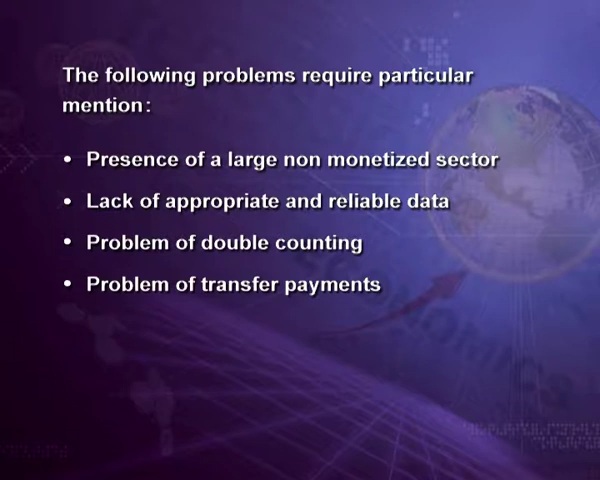 The following problems require particular
mention:
• Presence of a large non monetized sector
• Lack of appropriate and reliable data
• Problem of double counting
• Problem of transfer payments